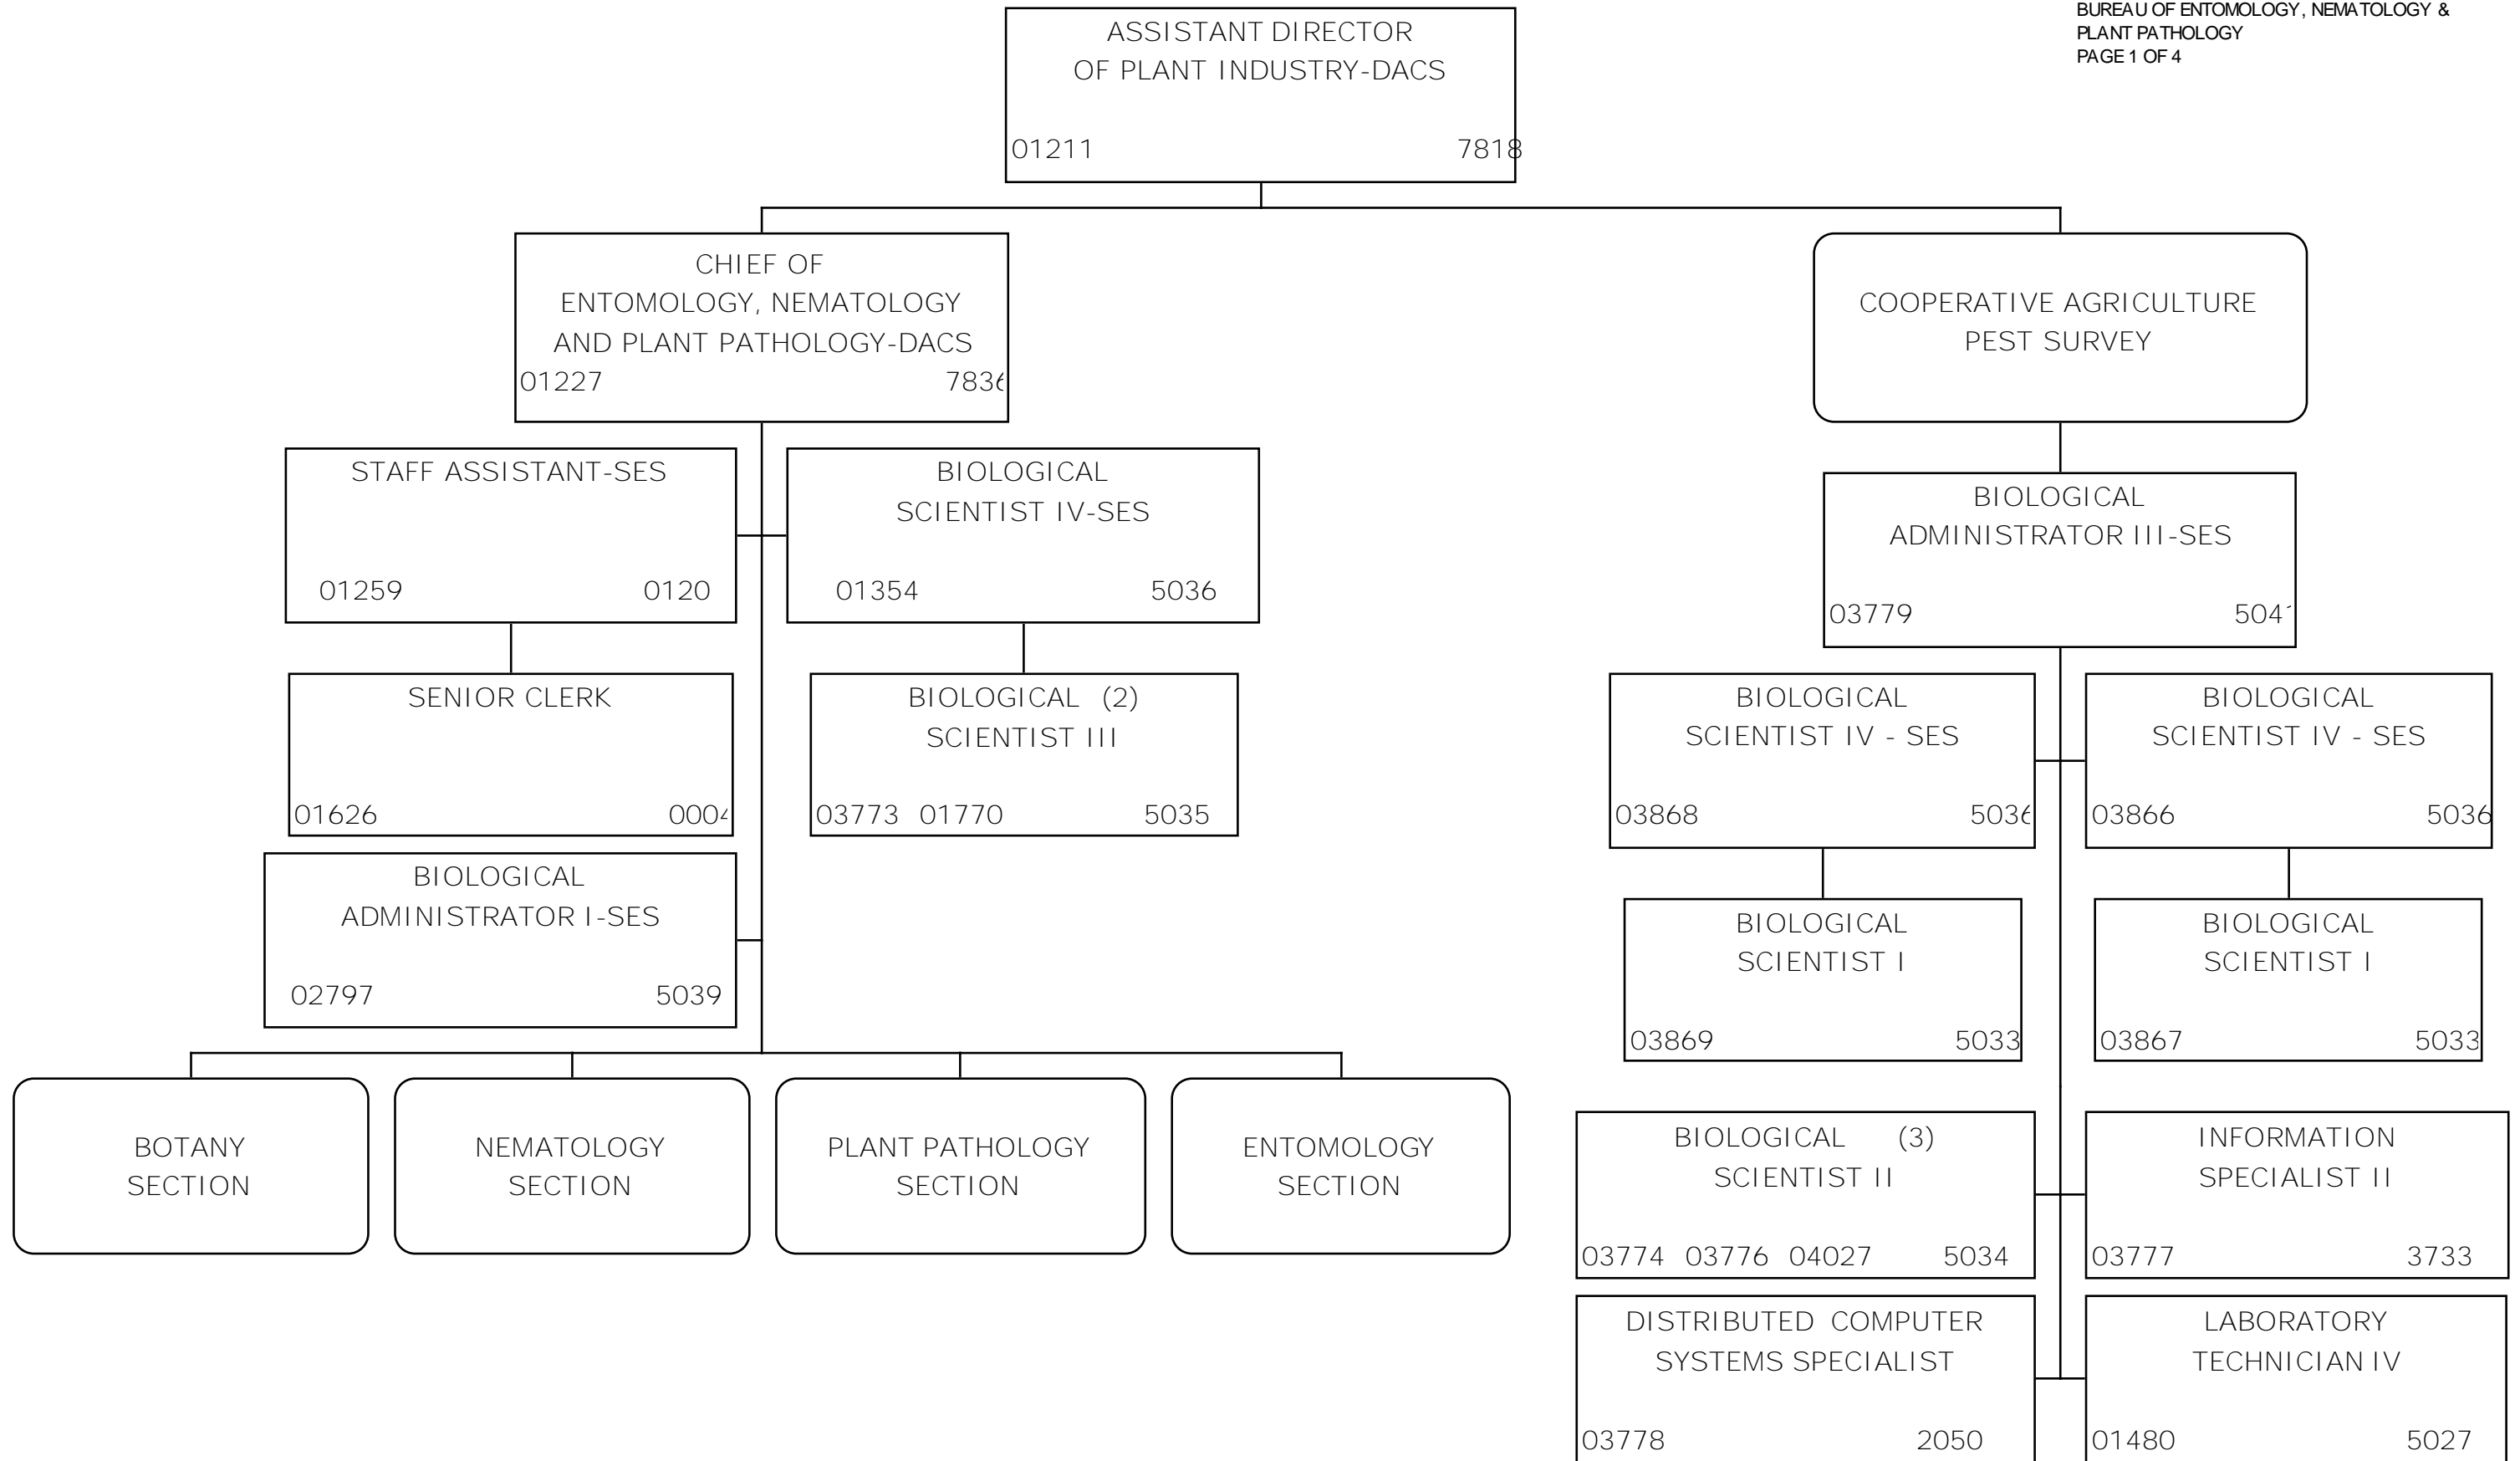 BUREAU OF ENTOMOLOGY, NEMATOLOGY &
PLANT PATHOLOGY
PAGE 1 OF 4
ASSISTANT DIRECTOR
OF PLANT INDUSTRY-DACS
01211 7818
CHIEF OF
ENTOMOLOGY, NEMATOLOGY
AND PLANT PATHOLOGY-DACS
01227 7836
COOPERATIVE AGRICULTURE
PEST SURVEY
STAFF ASSISTANT-SES
01259 0120
BIOLOGICAL
SCIENTIST IV-SES
01354 5036
BIOLOGICAL
ADMINISTRATOR III-SES
03779
SENIOR CLERK
01626 0004
BIOLOGICAL (2)
SCIENTIST III
03773 01770 5035
BIOLOGICAL
SCIENTIST IV - SES
03868 5036
BIOLOGICAL
SCIENTIST IV - SES
03866 5036
BIOLOGICAL
ADMINISTRATOR I-SES
02797 5039
BIOLOGICAL
SCIENTIST I
03869 5033
BIOLOGICAL
SCIENTIST I
03867 5033
BOTANY
SECTION
NEMATOLOGY
SECTION
PLANT PATHOLOGY
SECTION
ENTOMOLOGY
SECTION
BIOLOGICAL (3)
SCIENTIST II
03774 03776 04027 5034
INFORMATION
SPECIALIST II
03777 3733
DISTRIBUTED COMPUTER
SYSTEMS SPECIALIST
03778 2050
LABORATORY
TECHNICIAN IV
01480 5027